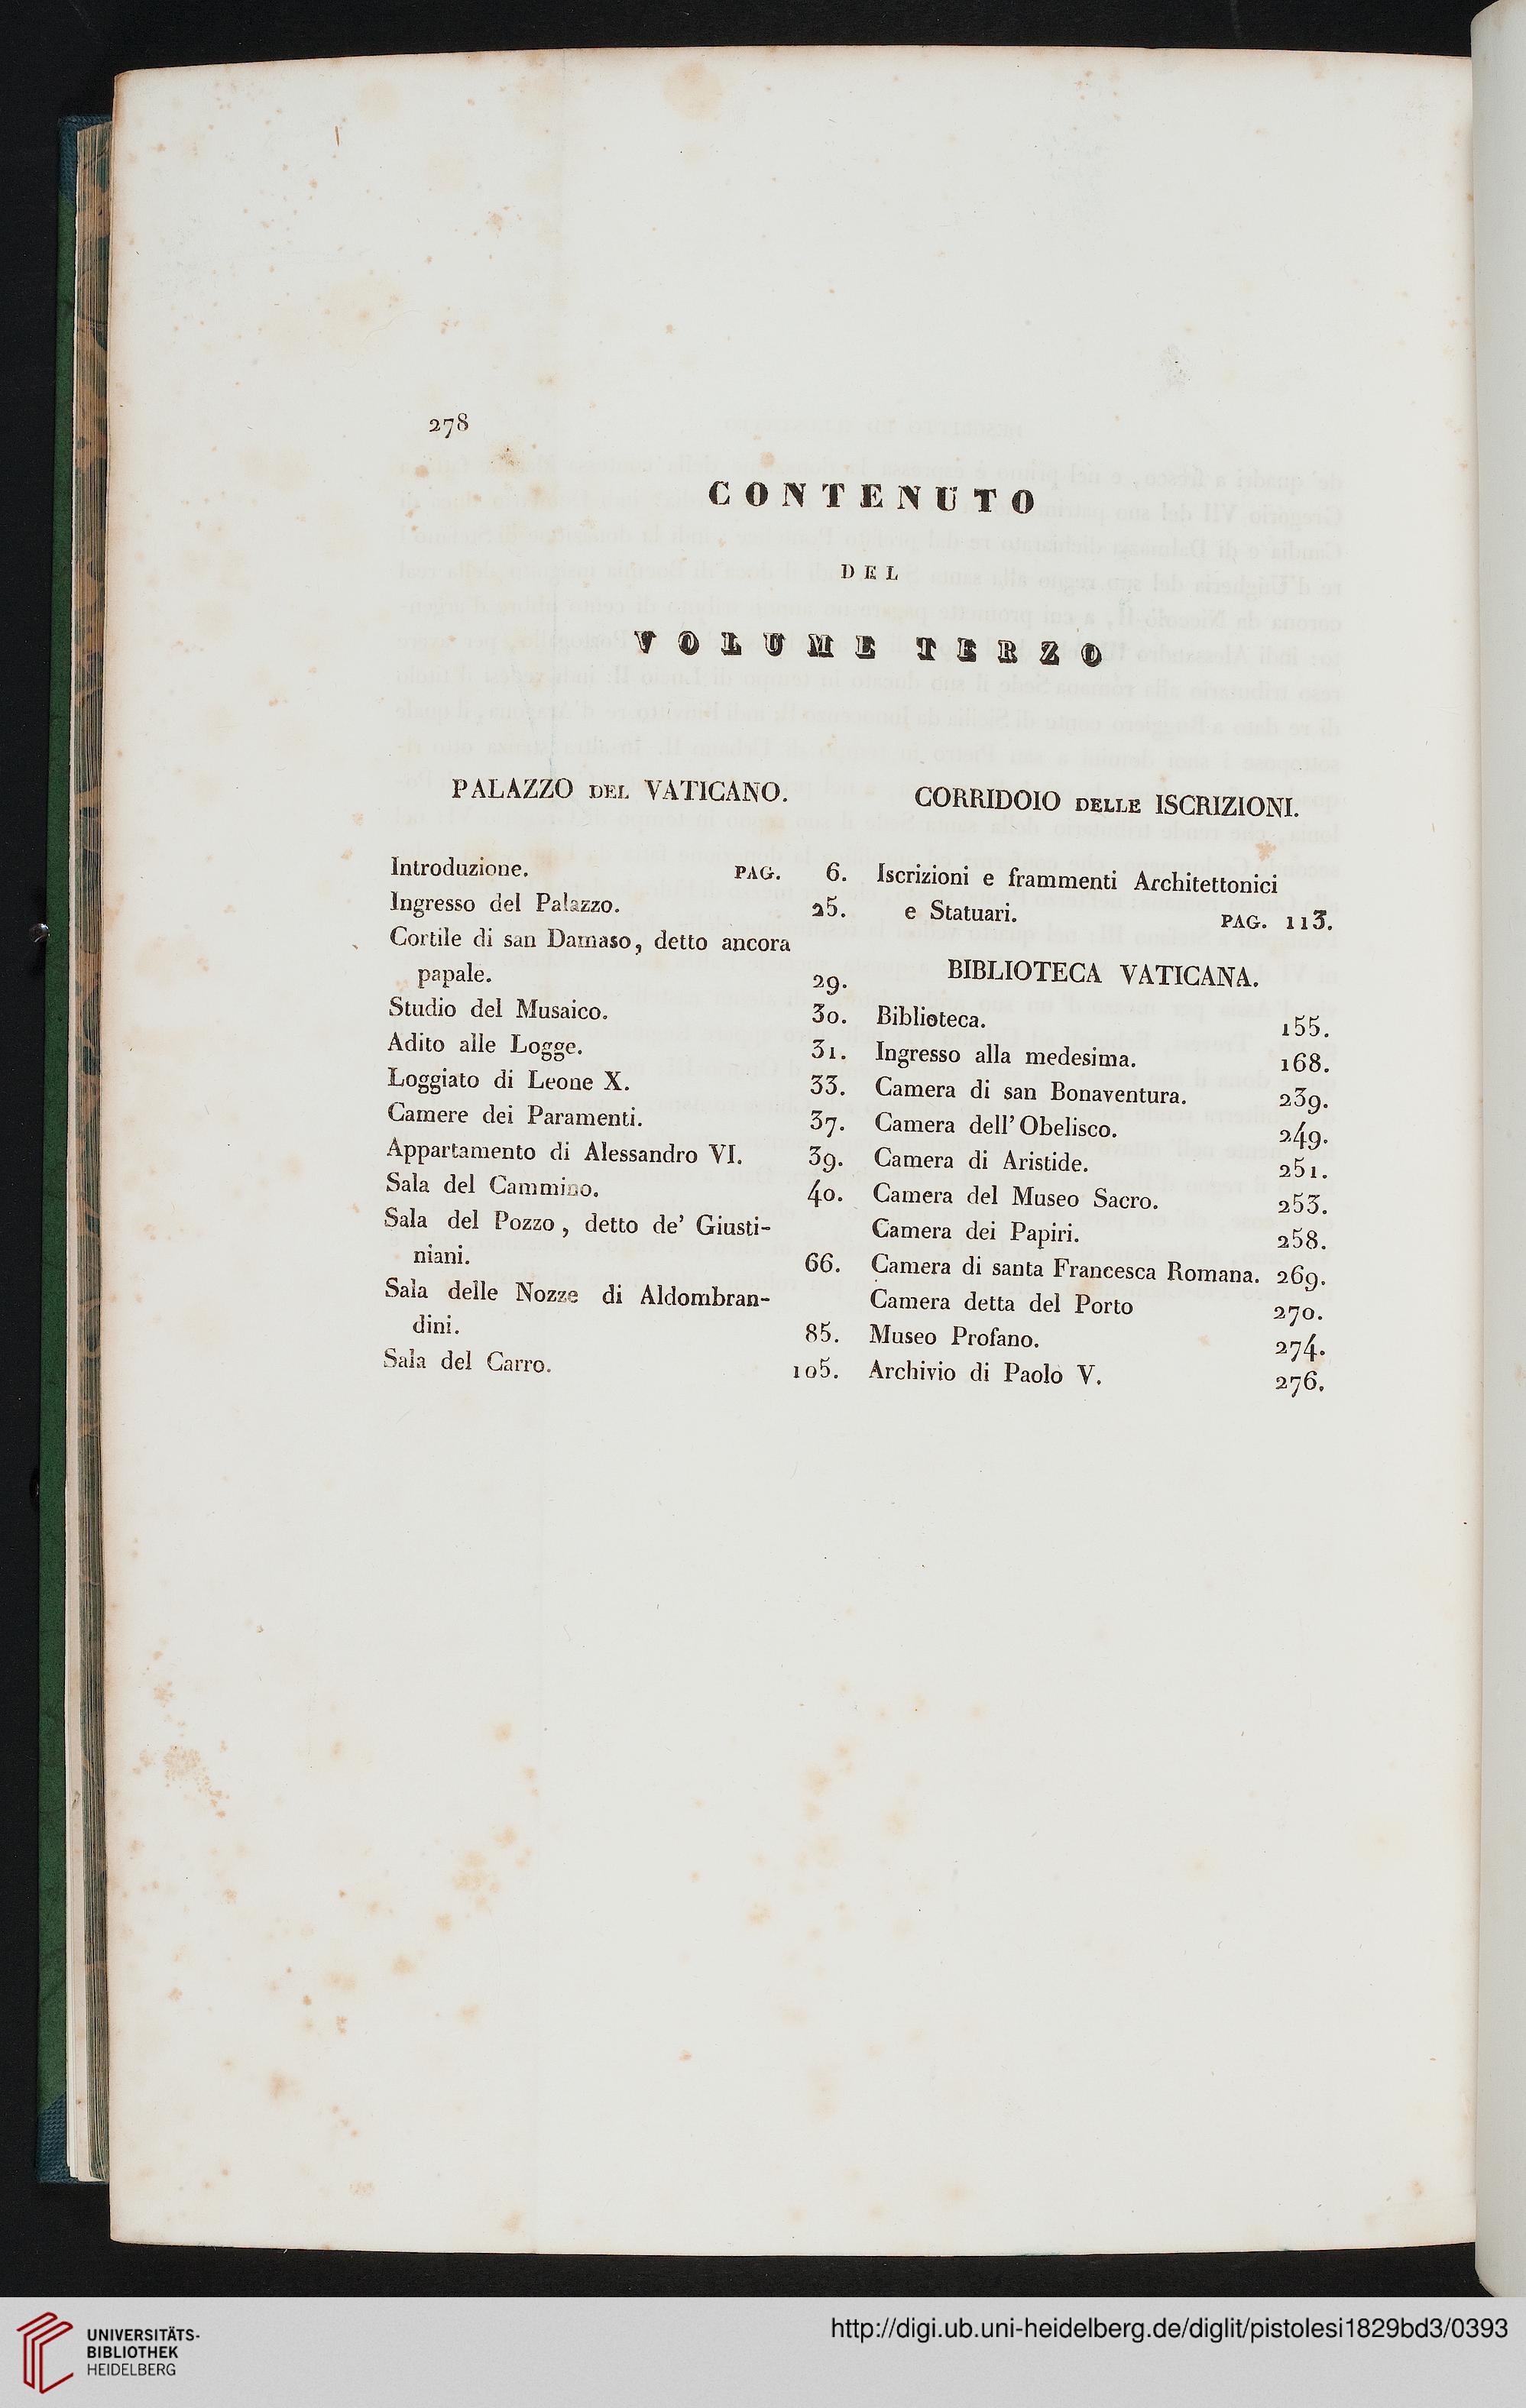 278
CONTENUTO
DEL
VOLUME TERZO
PALAZZO DEL VATICANO.
Introduzione. PAG. 6.
Ingresso del Palazzo. 25.
Cortile di san Damaso, detto ancora
papale. 29.
Studio del Musaico. 30.
Adito alle Logge. 31.
Loggiato di Leone X. 33.
Camere dei Paramenti. 37.
Appartamento di Alessandro VI. 39.
Sala del Cammino. 40.
Sala del Pozzo, detto de' Giusti-
niani. 66.
Sala delle Nozze di Aldombran-
dini. 85.
Sala del Carro. 105.
CORRIDOIO DELLE ISCRIZIONI.
Iscrizioni e frammenti Architettonici
e Statuari. PAG. 113.
BIBLIOTECA VATICANA.
Biblioteca. 155.
Ingresso alla medesima. 168.
Camera di san Bonaventura. 239.
Camera dell' Obelisco. 249.
Camera di Aristide. 251.
Camera del Museo Sacro. 253.
Camera dei Papiri. 258.
Camera di santa Francesca Romana. 269.
Camera detta del Porto 270.
Museo Profano. 274.
Archivio di Paolo V. 276.
UNIVERSITÄTS-
BIBLIOTHEK
HEIDELBERG
http://digi.ub.uni-heidelberg.de/diglit/pistolesi1829bd3/0393